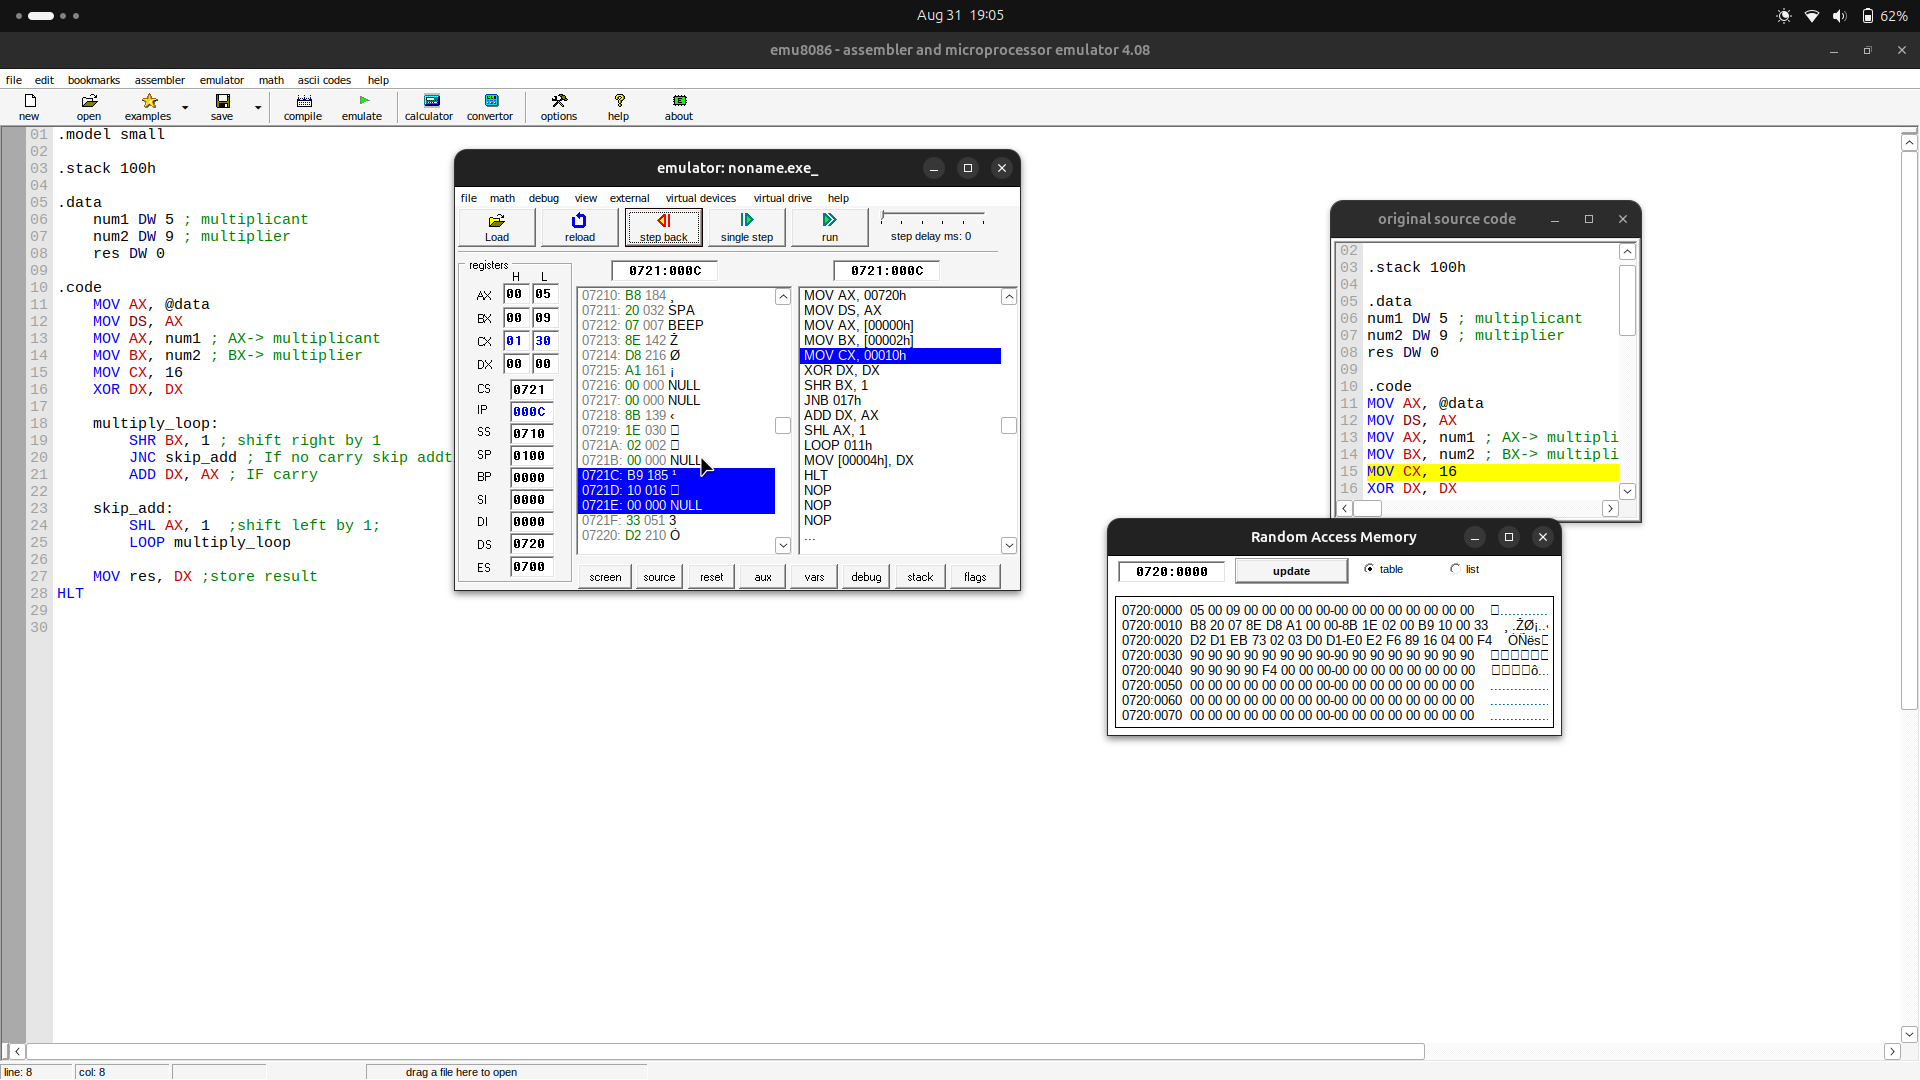 Aug 31 19:05
62%
emu8086 - assembler and microprocessor emulator 4.08
file edit bookmarks assembler emulator math ascii codes help
new open examples save compile emulate calculator convertor options help about
01 .model small
02
03 .stack 100h
04
05 .data
06 num1 DW 5 ; multiplicant
07 num2 DW 9 ; multiplier
08 res DW 0
09
10 .code
11 MOV AX, @data
12 MOV DS, AX
13 MOV AX, num1 ; AX-> multiplicant
14 MOV BX, num2 ; BX-> multiplier
15 MOV CX, 16
16 XOR DX, DX
17
18 multiply_loop:
19 SHR BX, 1 ; shift right by 1
20 JNC skip_add ; If no carry skip addt
21 ADD DX, AX ; IF carry
22
23 skip_add:
24 SHL AX, 1 ;shift left by 1;
25 LOOP multiply_loop
26
27 MOV res, DX ;store result
28 HLT
29
30
emulator: noname.exe_
file math debug view external virtual devices virtual drive help
Load reload step back single step run step delay ms: 0
registers
H L
AX 00 05
BX 00 09
CX 01 30
DX 00 00
CS 0721
IP 000C
SS 0710
SP 0100
BP 0000
SI 0000
DI 0000
DS 0720
ES 0700
0721:000C
07210: B8 184 ¸
07211: 20 032 SPA
07212: 07 007 BEEP
07213: 8E 142 Ž
07214: D8 216 Ø
07215: A1 161 ¡
07216: 00 000 NULL
07217: 00 000 NULL
07218: 8B 139 ‹
07219: 1E 030 □
0721A: 02 002 □
0721B: 00 000 NULL
0721C: B9 185 ¹
0721D: 10 016 □
0721E: 00 000 NULL
0721F: 33 051 3
07220: D2 210 Ò
0721:000C
MOV AX, 00720h
MOV DS, AX
MOV AX, [00000h]
MOV BX, [00002h]
MOV CX, 00010h
XOR DX, DX
SHR BX, 1
JNB 017h
ADD DX, AX
SHL AX, 1
LOOP 011h
MOV [00004h], DX
HLT
NOP
NOP
NOP
...
screen source reset aux vars debug stack flags
original source code
02
03 .stack 100h
04
05 .data
06 num1 DW 5 ; multiplicant
07 num2 DW 9 ; multiplier
08 res DW 0
09
10 .code
11 MOV AX, @data
12 MOV DS, AX
13 MOV AX, num1 ; AX-> multipli
14 MOV BX, num2 ; BX-> multipli
15 MOV CX, 16
16 XOR DX, DX
Random Access Memory
0720:0000 update table list
0720:0000 05 00 09 00 00 00 00 00-00 00 00 00 00 00 00 00 □............
0720:0010 B8 20 07 8E D8 A1 00 00-8B 1E 02 00 B9 10 00 33 ¸ .ŽØ¡..‹
0720:0020 D2 D1 EB 73 02 03 D0 D1-E0 E2 F6 89 16 04 00 F4 ÒÑës□
0720:0030 90 90 90 90 90 90 90 90-90 90 90 90 90 90 90 90 □□□□□□
0720:0040 90 90 90 90 F4 00 00 00-00 00 00 00 00 00 00 00 □□□□ô...
0720:0050 00 00 00 00 00 00 00 00-00 00 00 00 00 00 00 00 ...............
0720:0060 00 00 00 00 00 00 00 00-00 00 00 00 00 00 00 00 ...............
0720:0070 00 00 00 00 00 00 00 00-00 00 00 00 00 00 00 00 ...............
line: 8 col: 8 drag a file here to open